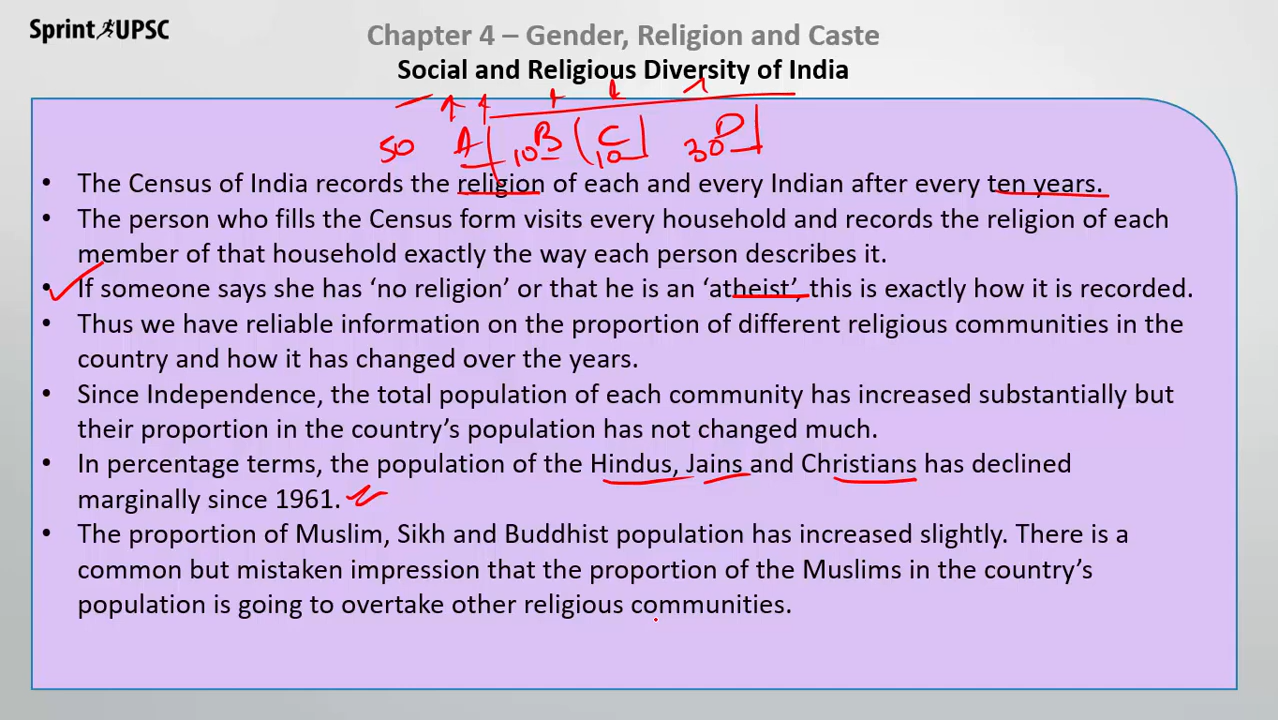 Sprint UPSC
Chapter 4 – Gender, Religion and Caste
Social and Religious Diversity of India
50 A 10 B 10 C 30 D
• The Census of India records the religion of each and every Indian after every ten years.
• The person who fills the Census form visits every household and records the religion of each
member of that household exactly the way each person describes it.
• If someone says she has ‘no religion’ or that he is an ‘atheist’, this is exactly how it is recorded.
• Thus we have reliable information on the proportion of different religious communities in the
country and how it has changed over the years.
• Since Independence, the total population of each community has increased substantially but
their proportion in the country’s population has not changed much.
• In percentage terms, the population of the Hindus, Jains and Christians has declined
marginally since 1961.
• The proportion of Muslim, Sikh and Buddhist population has increased slightly. There is a
common but mistaken impression that the proportion of the Muslims in the country’s
population is going to overtake other religious communities.